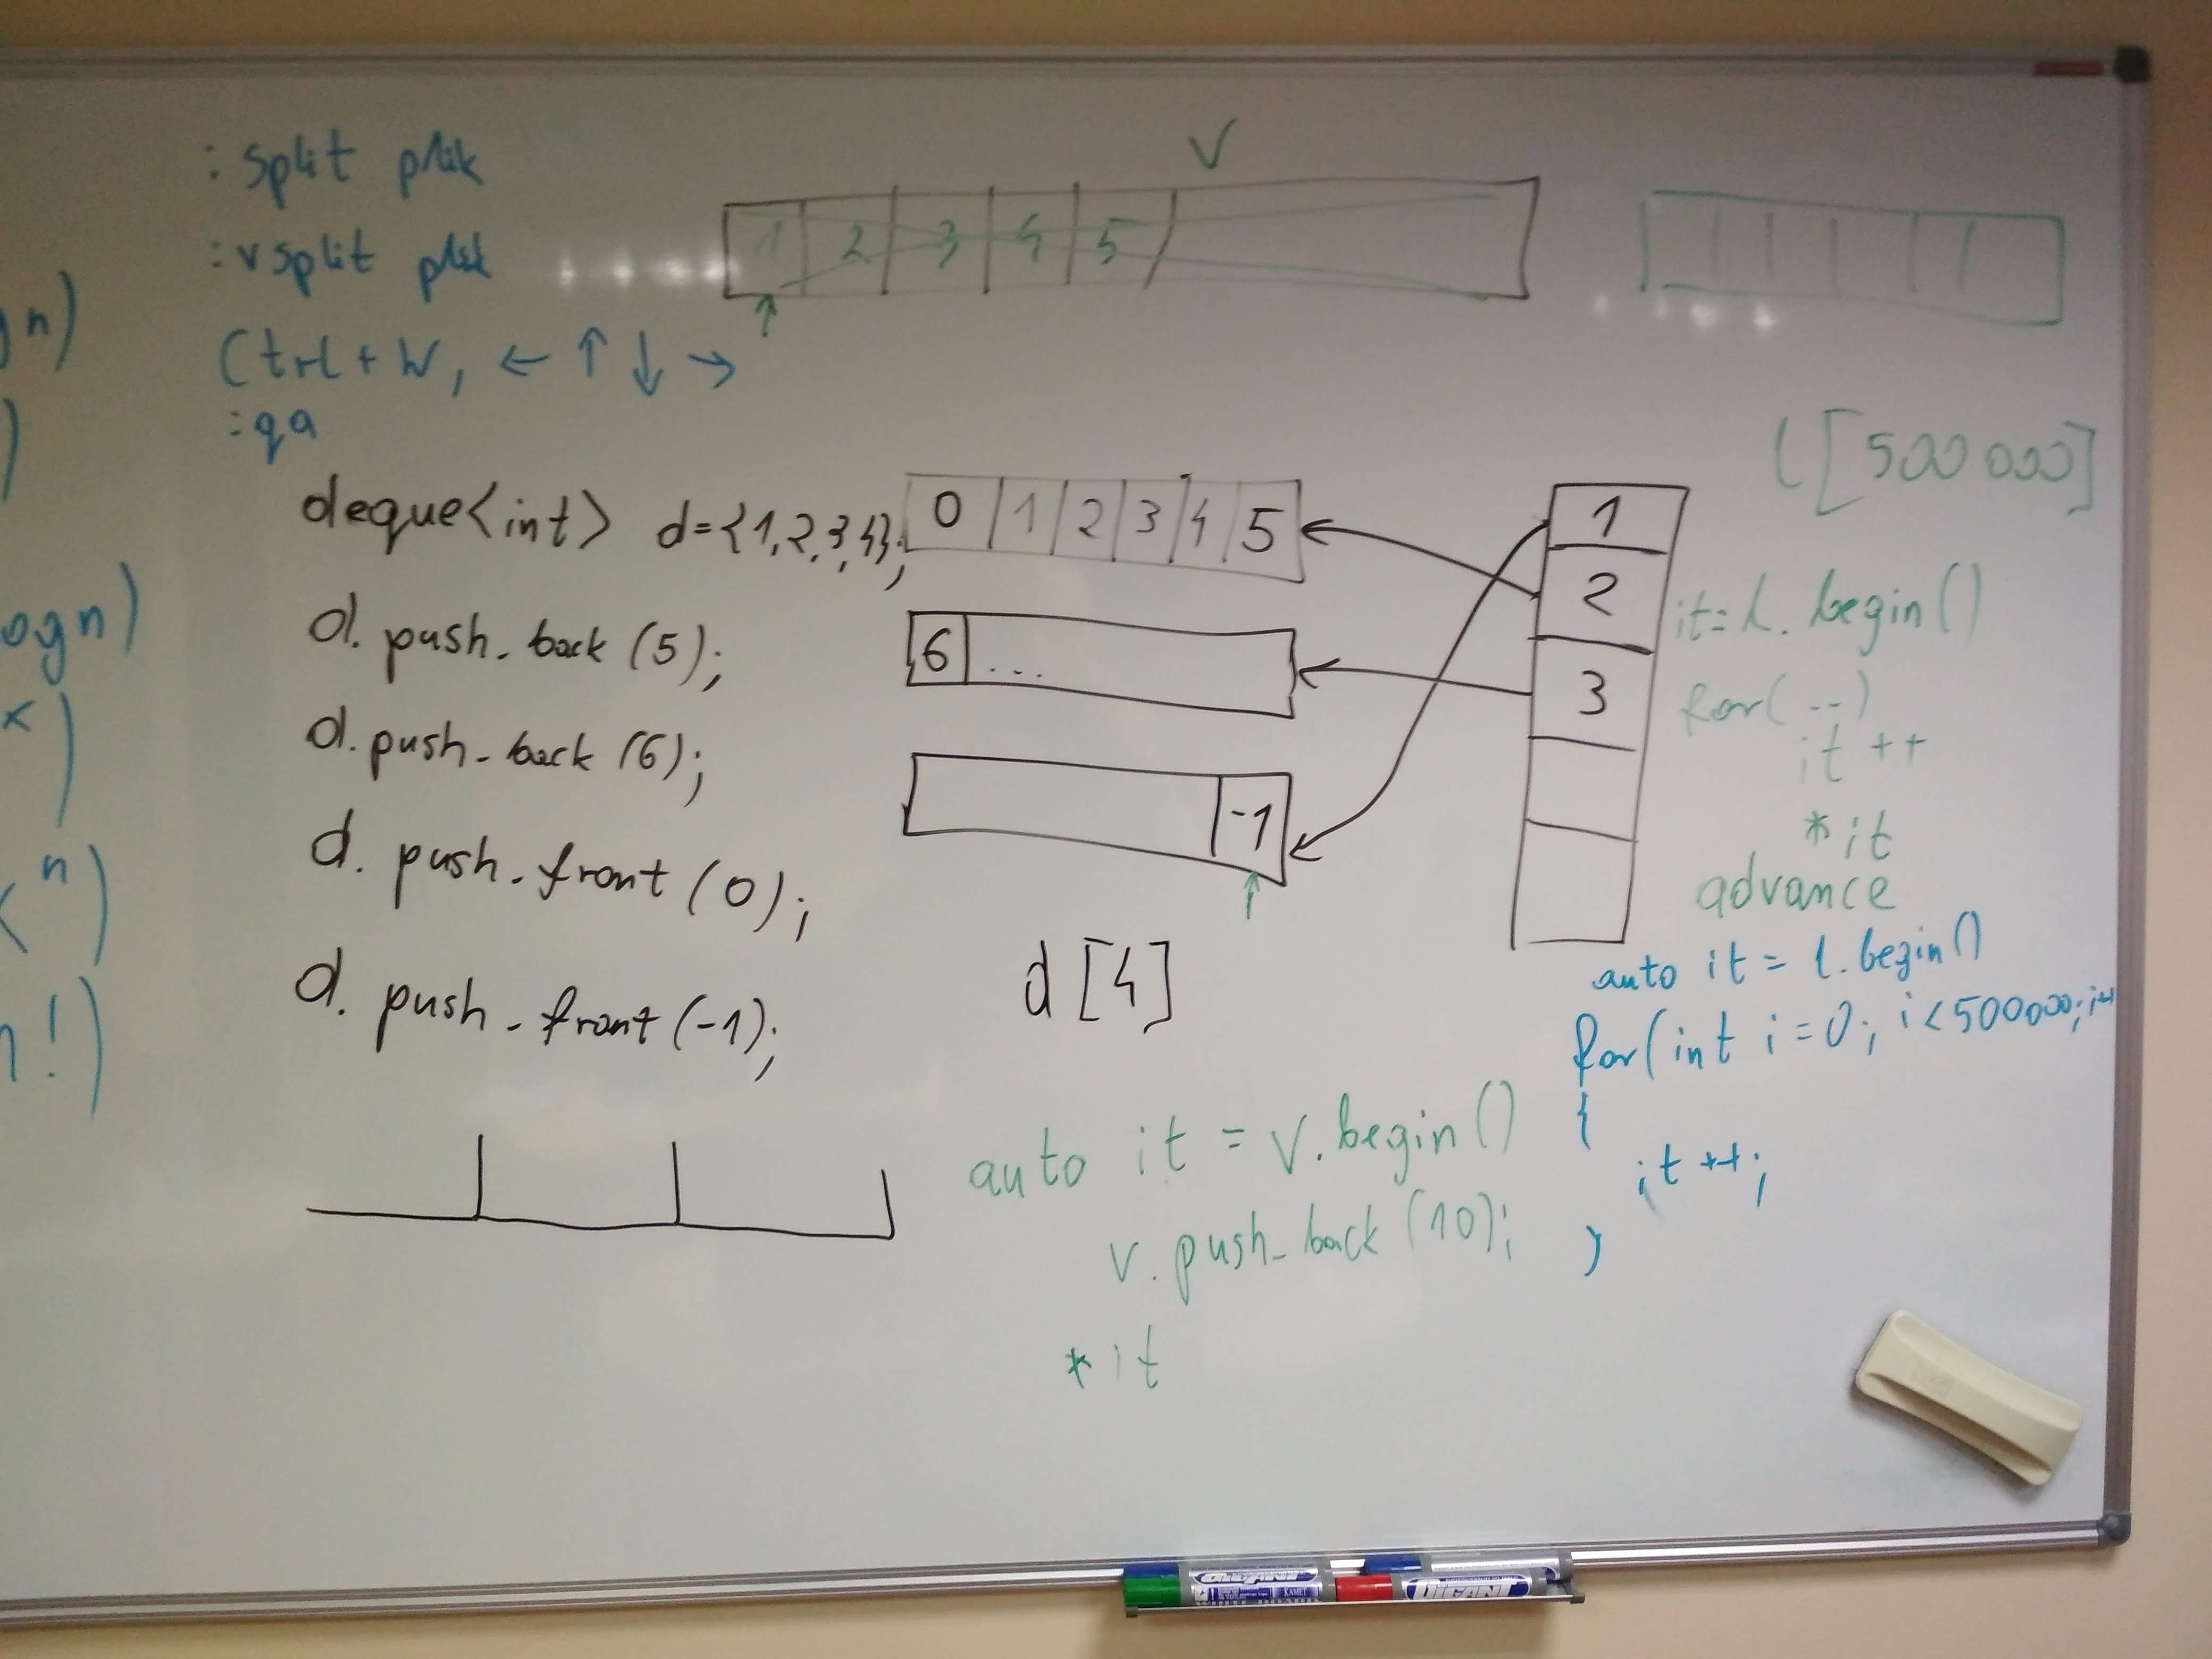 : split plik
: vsplit plik
Ctrl + W, ← ↑ ↓ →
: qa
gn)
)
ogn)
x)
n)
n!)
V
1 2 3 4 5
deque<int> d={1,2,3,4};
d. push_back (5);
d. push_back (6);
d. push_front (0);
d. push_front (-1);
0 1 2 3 4 5
6 ...
-1
d [4]
1
2
3
l [500 000]
it= l. begin ()
for( ... )
it ++
* it
advance
auto it = l. begin ()
for(int i = 0; i < 500000; i++
{
it ++;
}
auto it = v. begin ()
v. push_back (10);
* it
KAMET